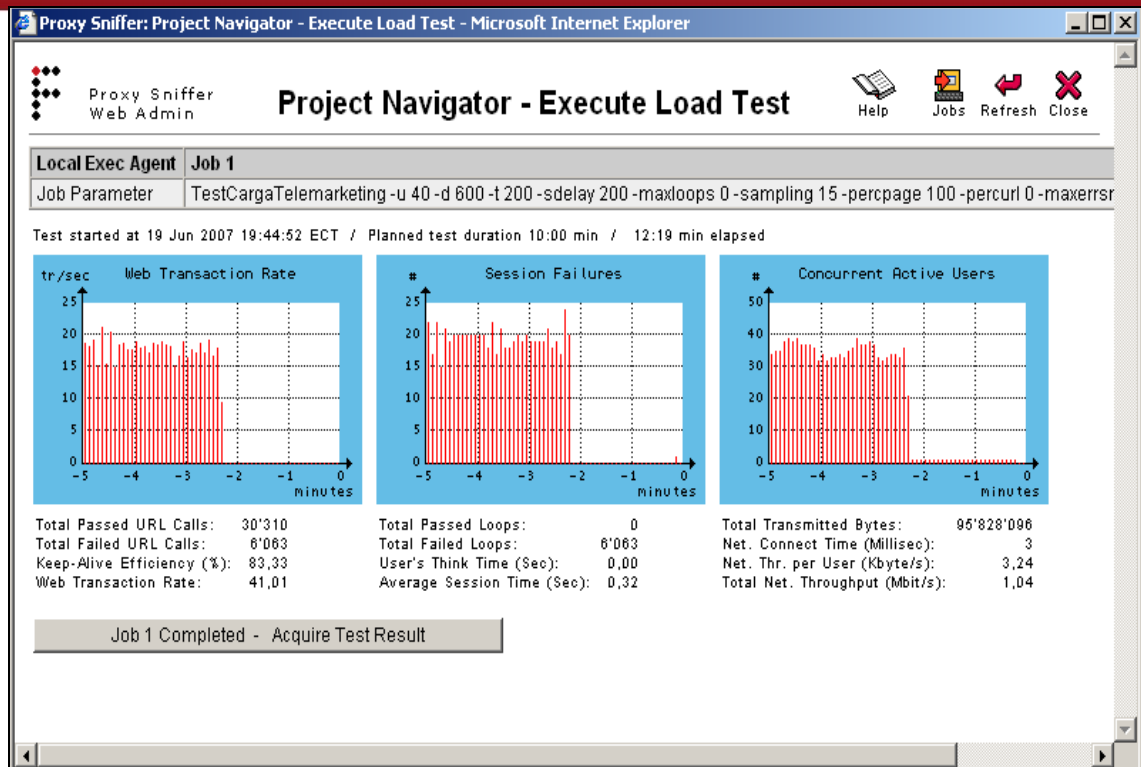 Proxy Sniffer: Project Navigator - Execute Load Test - Microsoft Internet Explorer
Proxy Sniffer
Web Admin
Project Navigator - Execute Load Test
Help
Jobs
Refresh
Close
Local Exec Agent Job 1
Job Parameter TestCargaTelemarketing -u 40 -d 600 -t 200 -sdelay 200 -maxloops 0 -sampling 15 -percpage 100 -percurl 0 -maxerrsr
Test started at 19 Jun 2007 19:44:52 ECT / Planned test duration 10:00 min / 12:19 min elapsed
tr/sec Web Transaction Rate
25
20
15
10
5
0
-5 -4 -3 -2 -1 0
minutes
# Session Failures
25
20
15
10
5
0
-5 -4 -3 -2 -1 0
minutes
# Concurrent Active Users
50
40
30
20
10
0
-5 -4 -3 -2 -1 0
minutes
Total Passed URL Calls: 30'310
Total Failed URL Calls: 6'063
Keep-Alive Efficiency (%): 83,33
Web Transaction Rate: 41,01
Total Passed Loops: 0
Total Failed Loops: 6'063
User's Think Time (Sec): 0,00
Average Session Time (Sec): 0,32
Total Transmitted Bytes: 95'828'096
Net. Connect Time (Millisec): 3
Net. Thr. per User (Kbyte/s): 3,24
Total Net. Throughput (Mbit/s): 1,04
Job 1 Completed - Acquire Test Result